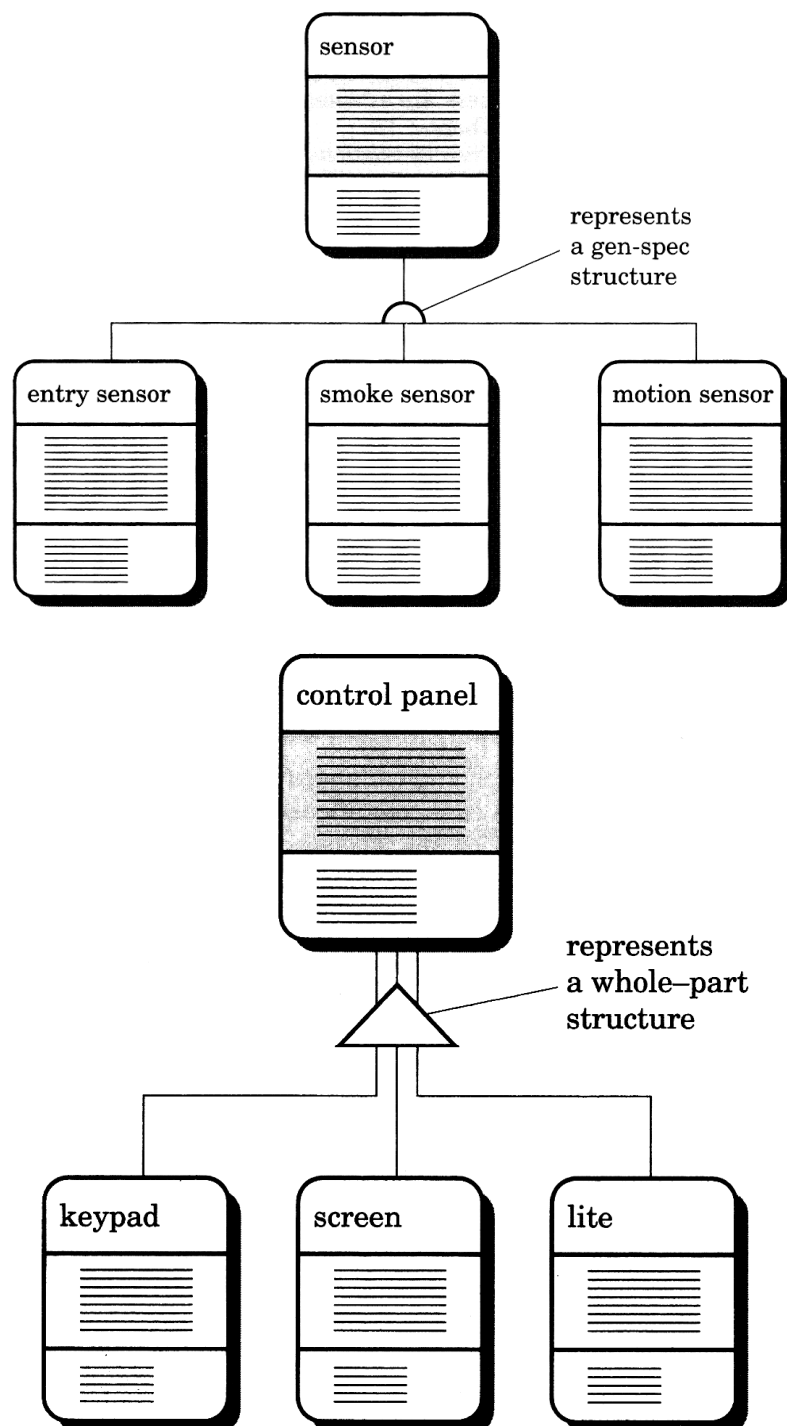 sensor
represents
a gen-spec
structure
entry sensor
smoke sensor
motion sensor
control panel
represents
a whole–part
structure
keypad
screen
lite